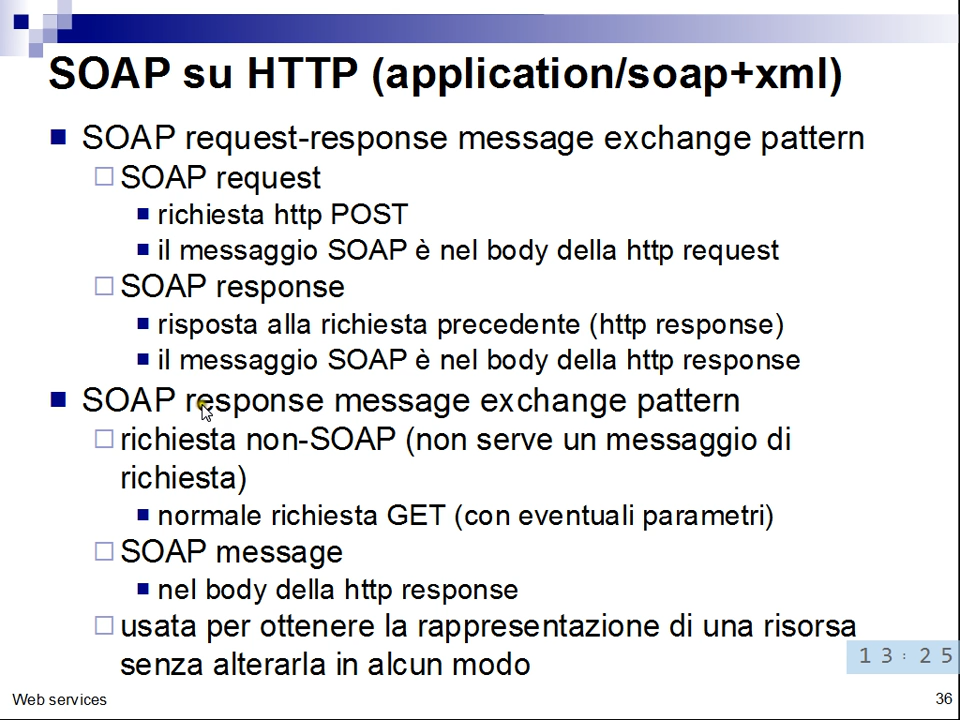 SOAP su HTTP (application/soap+xml)
SOAP request-response message exchange pattern
SOAP request
richiesta http POST
il messaggio SOAP è nel body della http request
SOAP response
risposta alla richiesta precedente (http response)
il messaggio SOAP è nel body della http response
SOAP response message exchange pattern
richiesta non-SOAP (non serve un messaggio di
richiesta)
normale richiesta GET (con eventuali parametri)
SOAP message
nel body della http response
usata per ottenere la rappresentazione di una risorsa
senza alterarla in alcun modo
13:25
Web services
36